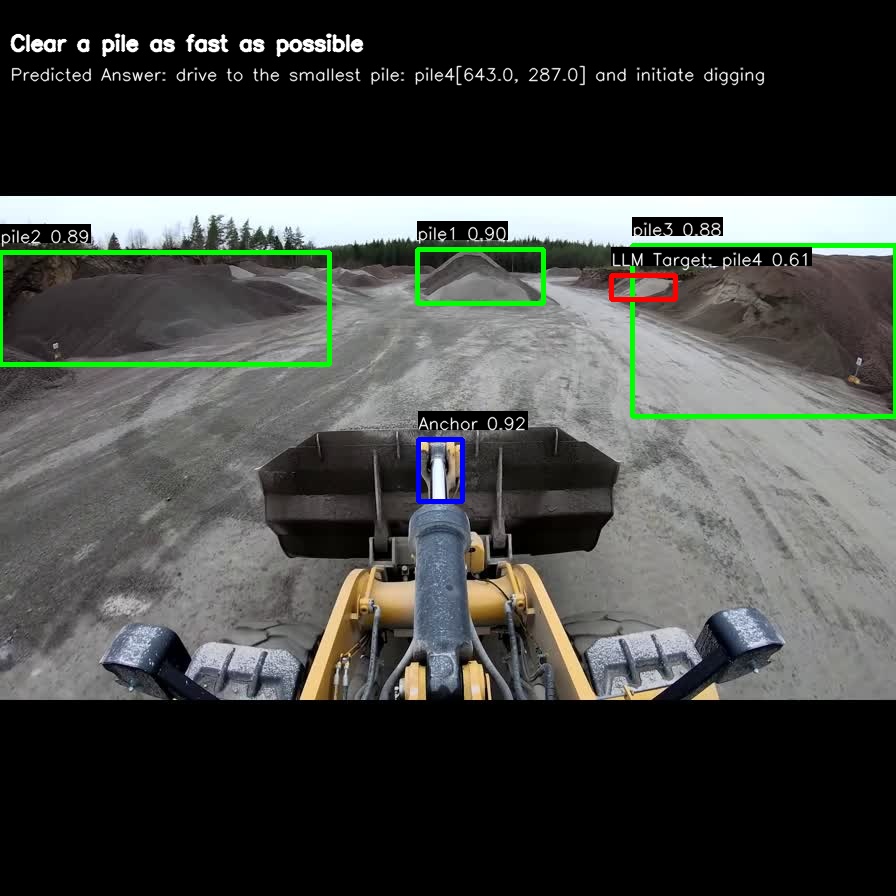 Clear a pile as fast as possible
Predicted Answer: drive to the smallest pile: pile4[643.0, 287.0] and initiate digging
pile2 0.89
pile1 0.90
pile3 0.88
LLM Target: pile4 0.61
Anchor 0.92